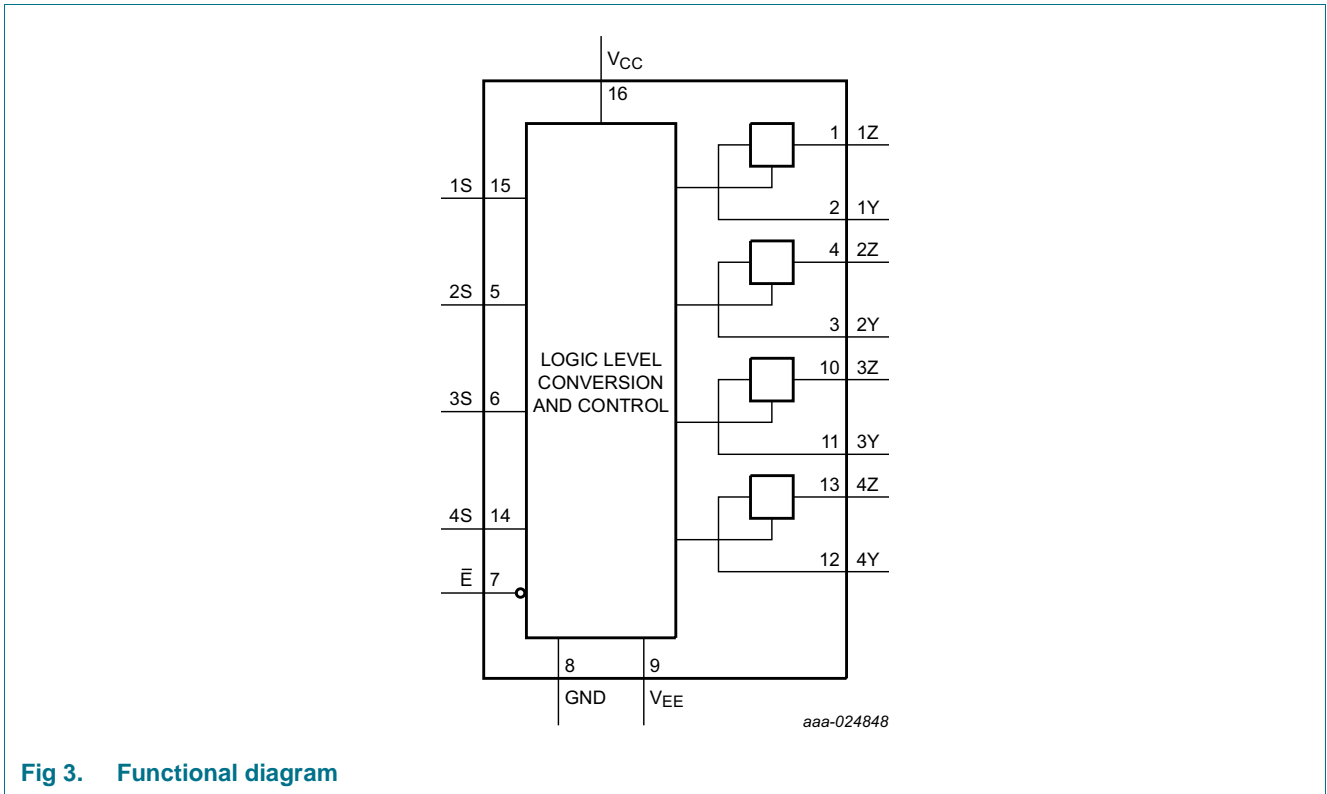 VCC
16
1 1Z
1S 15
2 1Y
4 2Z
2S 5
3 2Y
LOGIC LEVEL
CONVERSION
AND CONTROL
10 3Z
3S 6
11 3Y
13 4Z
4S 14
12 4Y
E̅ 7
8 9
GND VEE
aaa-024848
Fig 3. Functional diagram